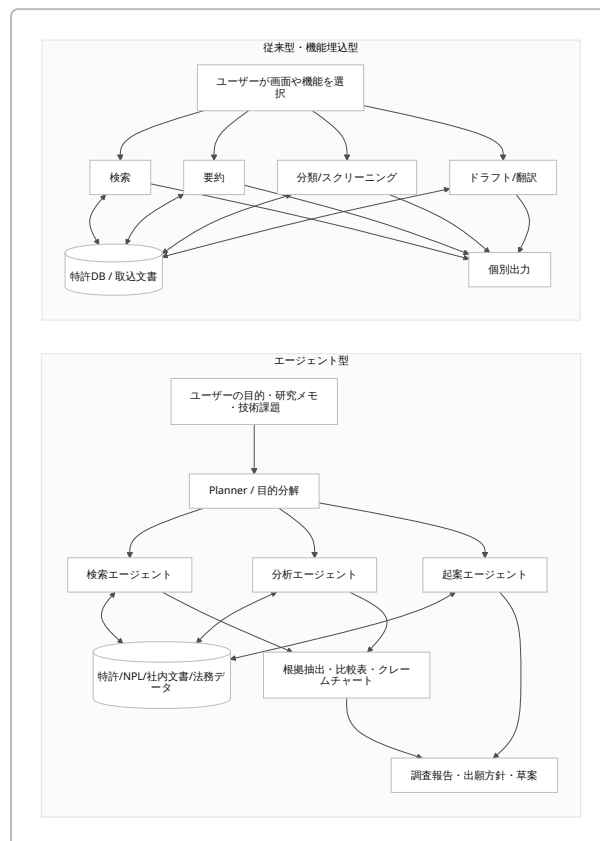 従来型・機能埋込型
ユーザーが画面や機能を選
択
検索
要約
分類/スクリーニング
ドラフト/翻訳
特許DB / 取込文書
個別出力
エージェント型
ユーザーの目的・研究メモ
・技術課題
Planner / 目的分解
検索エージェント
分析エージェント
起案エージェント
特許/NPL/社内文書/法務デ
ータ
根拠抽出・比較表・クレー
ムチャート
調査報告・出願方針・草案